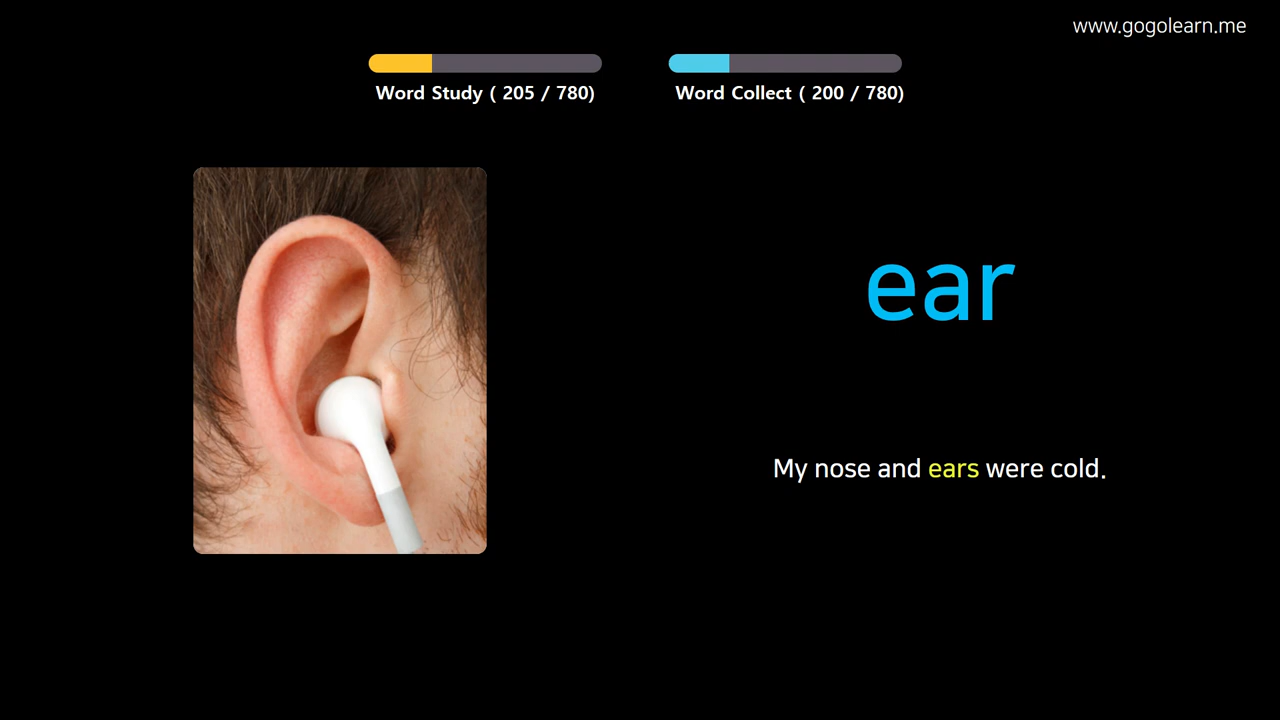 www.gogolearn.me
Word Study ( 205 / 780)
Word Collect ( 200 / 780)
ear
My nose and ears were cold.